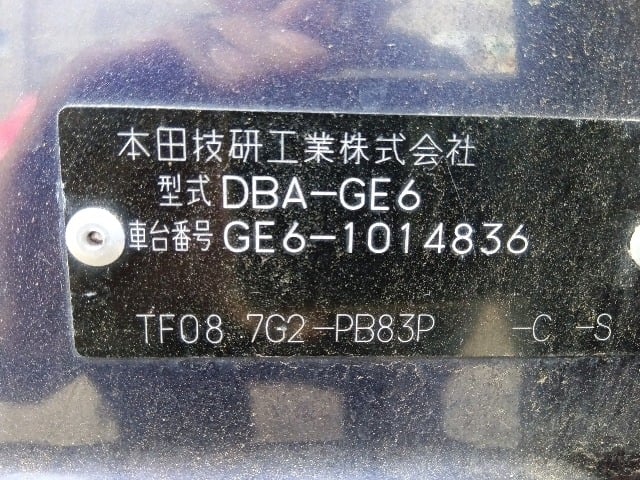 本田技研工業株式会社
型式 DBA-GE6
車台番号 GE6-1014836
TF08 7G2-PB83P -C -S